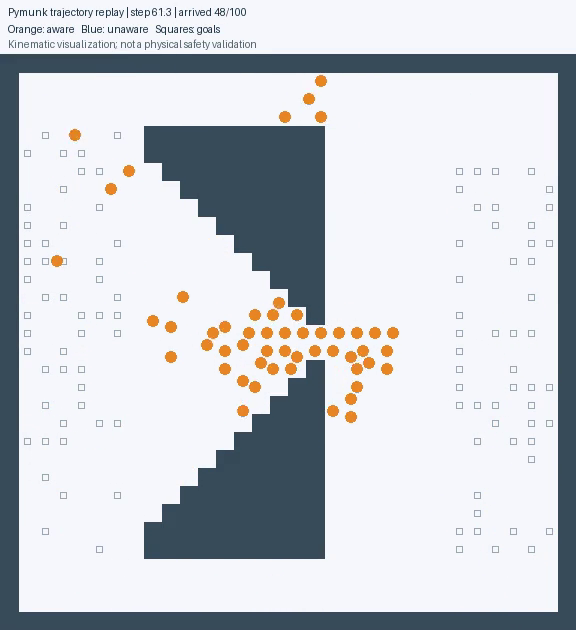 Pymunk trajectory replay | step 61.3 | arrived 48/100
Orange: aware  Blue: unaware  Squares: goals
Kinematic visualization; not a physical safety validation